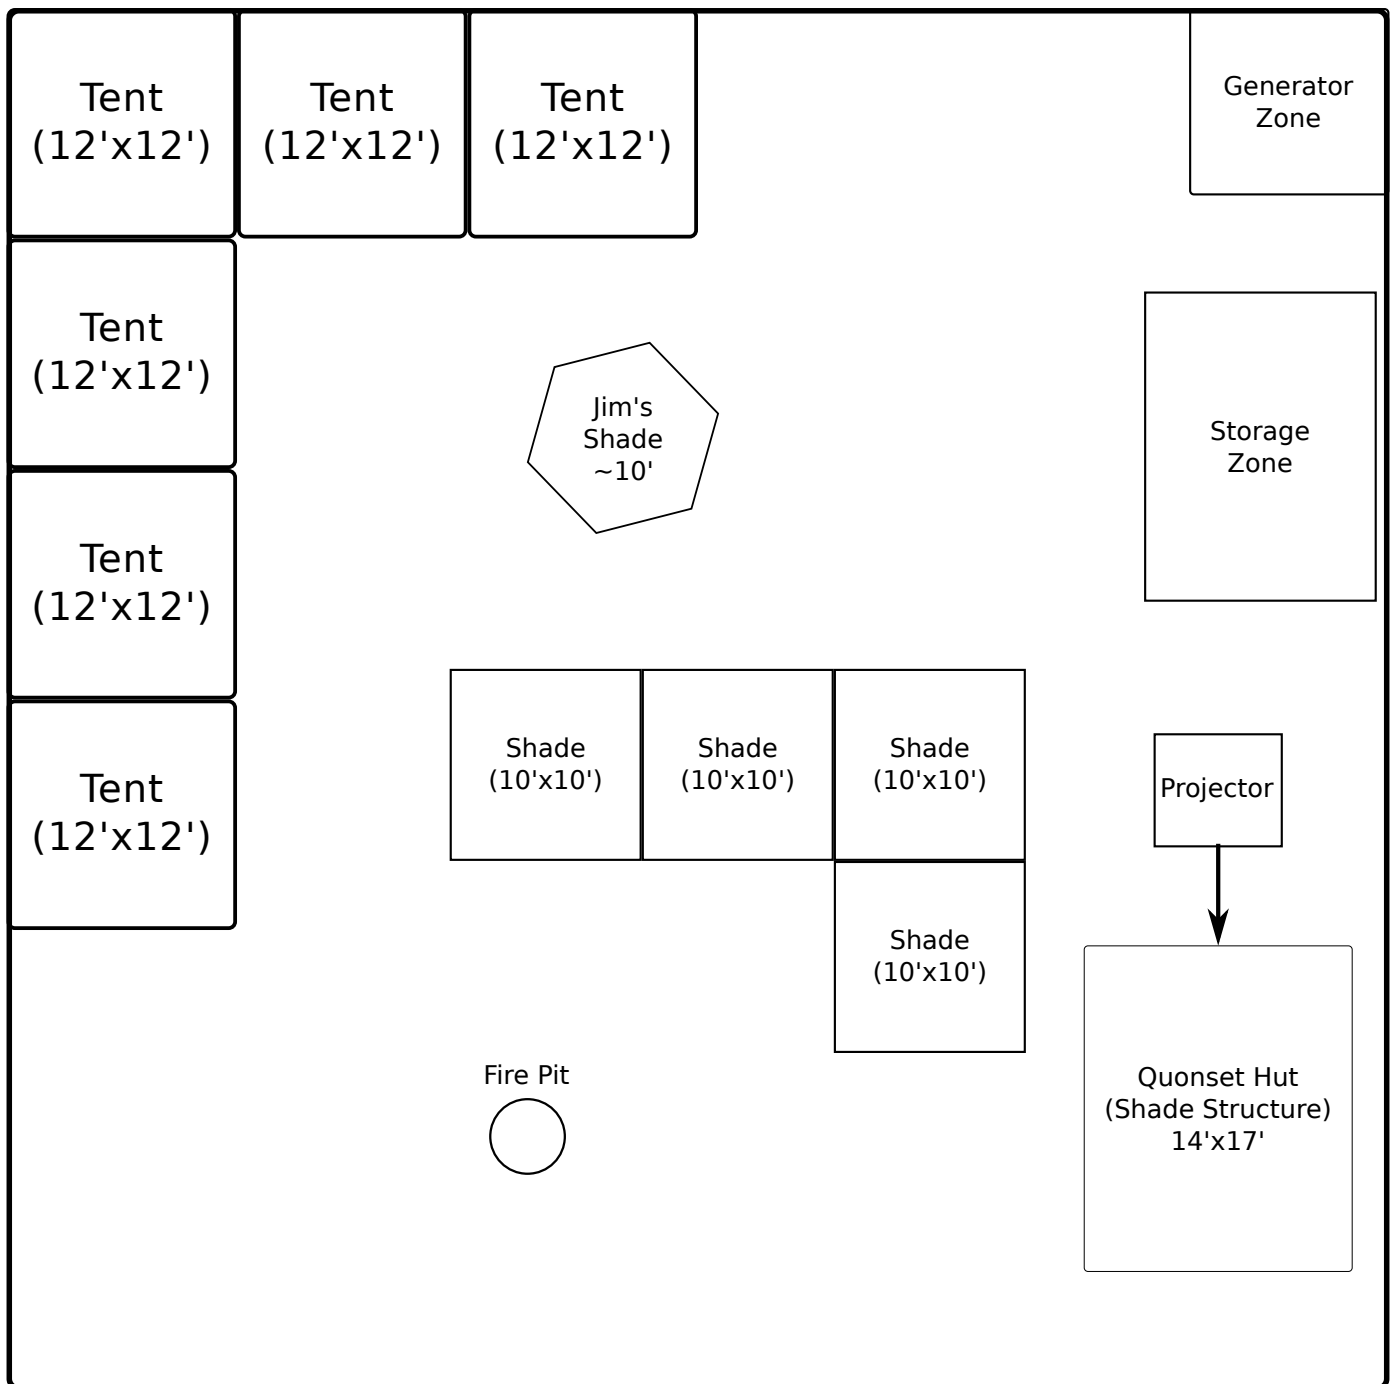 Tent
(12'x12')
Tent
(12'x12')
Tent
(12'x12')
Generator
Zone
Tent
(12'x12')
Jim's
Shade
~10'
Storage
Zone
Tent
(12'x12')
Tent
(12'x12')
Shade
(10'x10')
Shade
(10'x10')
Shade
(10'x10')
Projector
Shade
(10'x10')
Fire Pit
Quonset Hut
(Shade Structure)
14'x17'